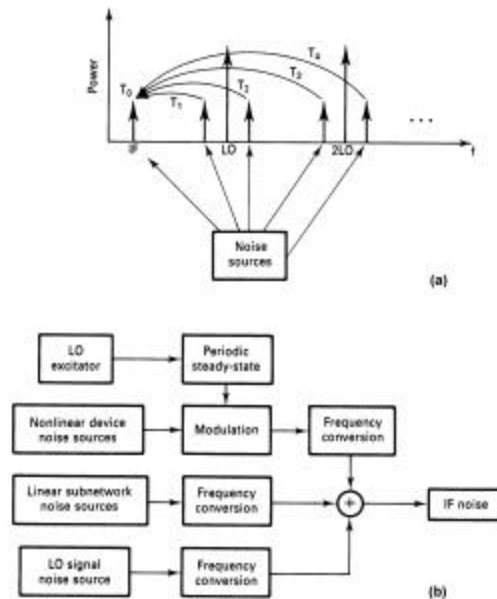 Power
T₀
T₁
T₂
T₃
T₄
IF
LO
2LO
...
f
Noise
sources
(a)
LO
excitator
Periodic
steady-state
Nonlinear device
noise sources
Modulation
Frequency
conversion
Linear subnetwork
noise sources
Frequency
conversion
+
IF noise
LO signal
noise source
Frequency
conversion
(b)